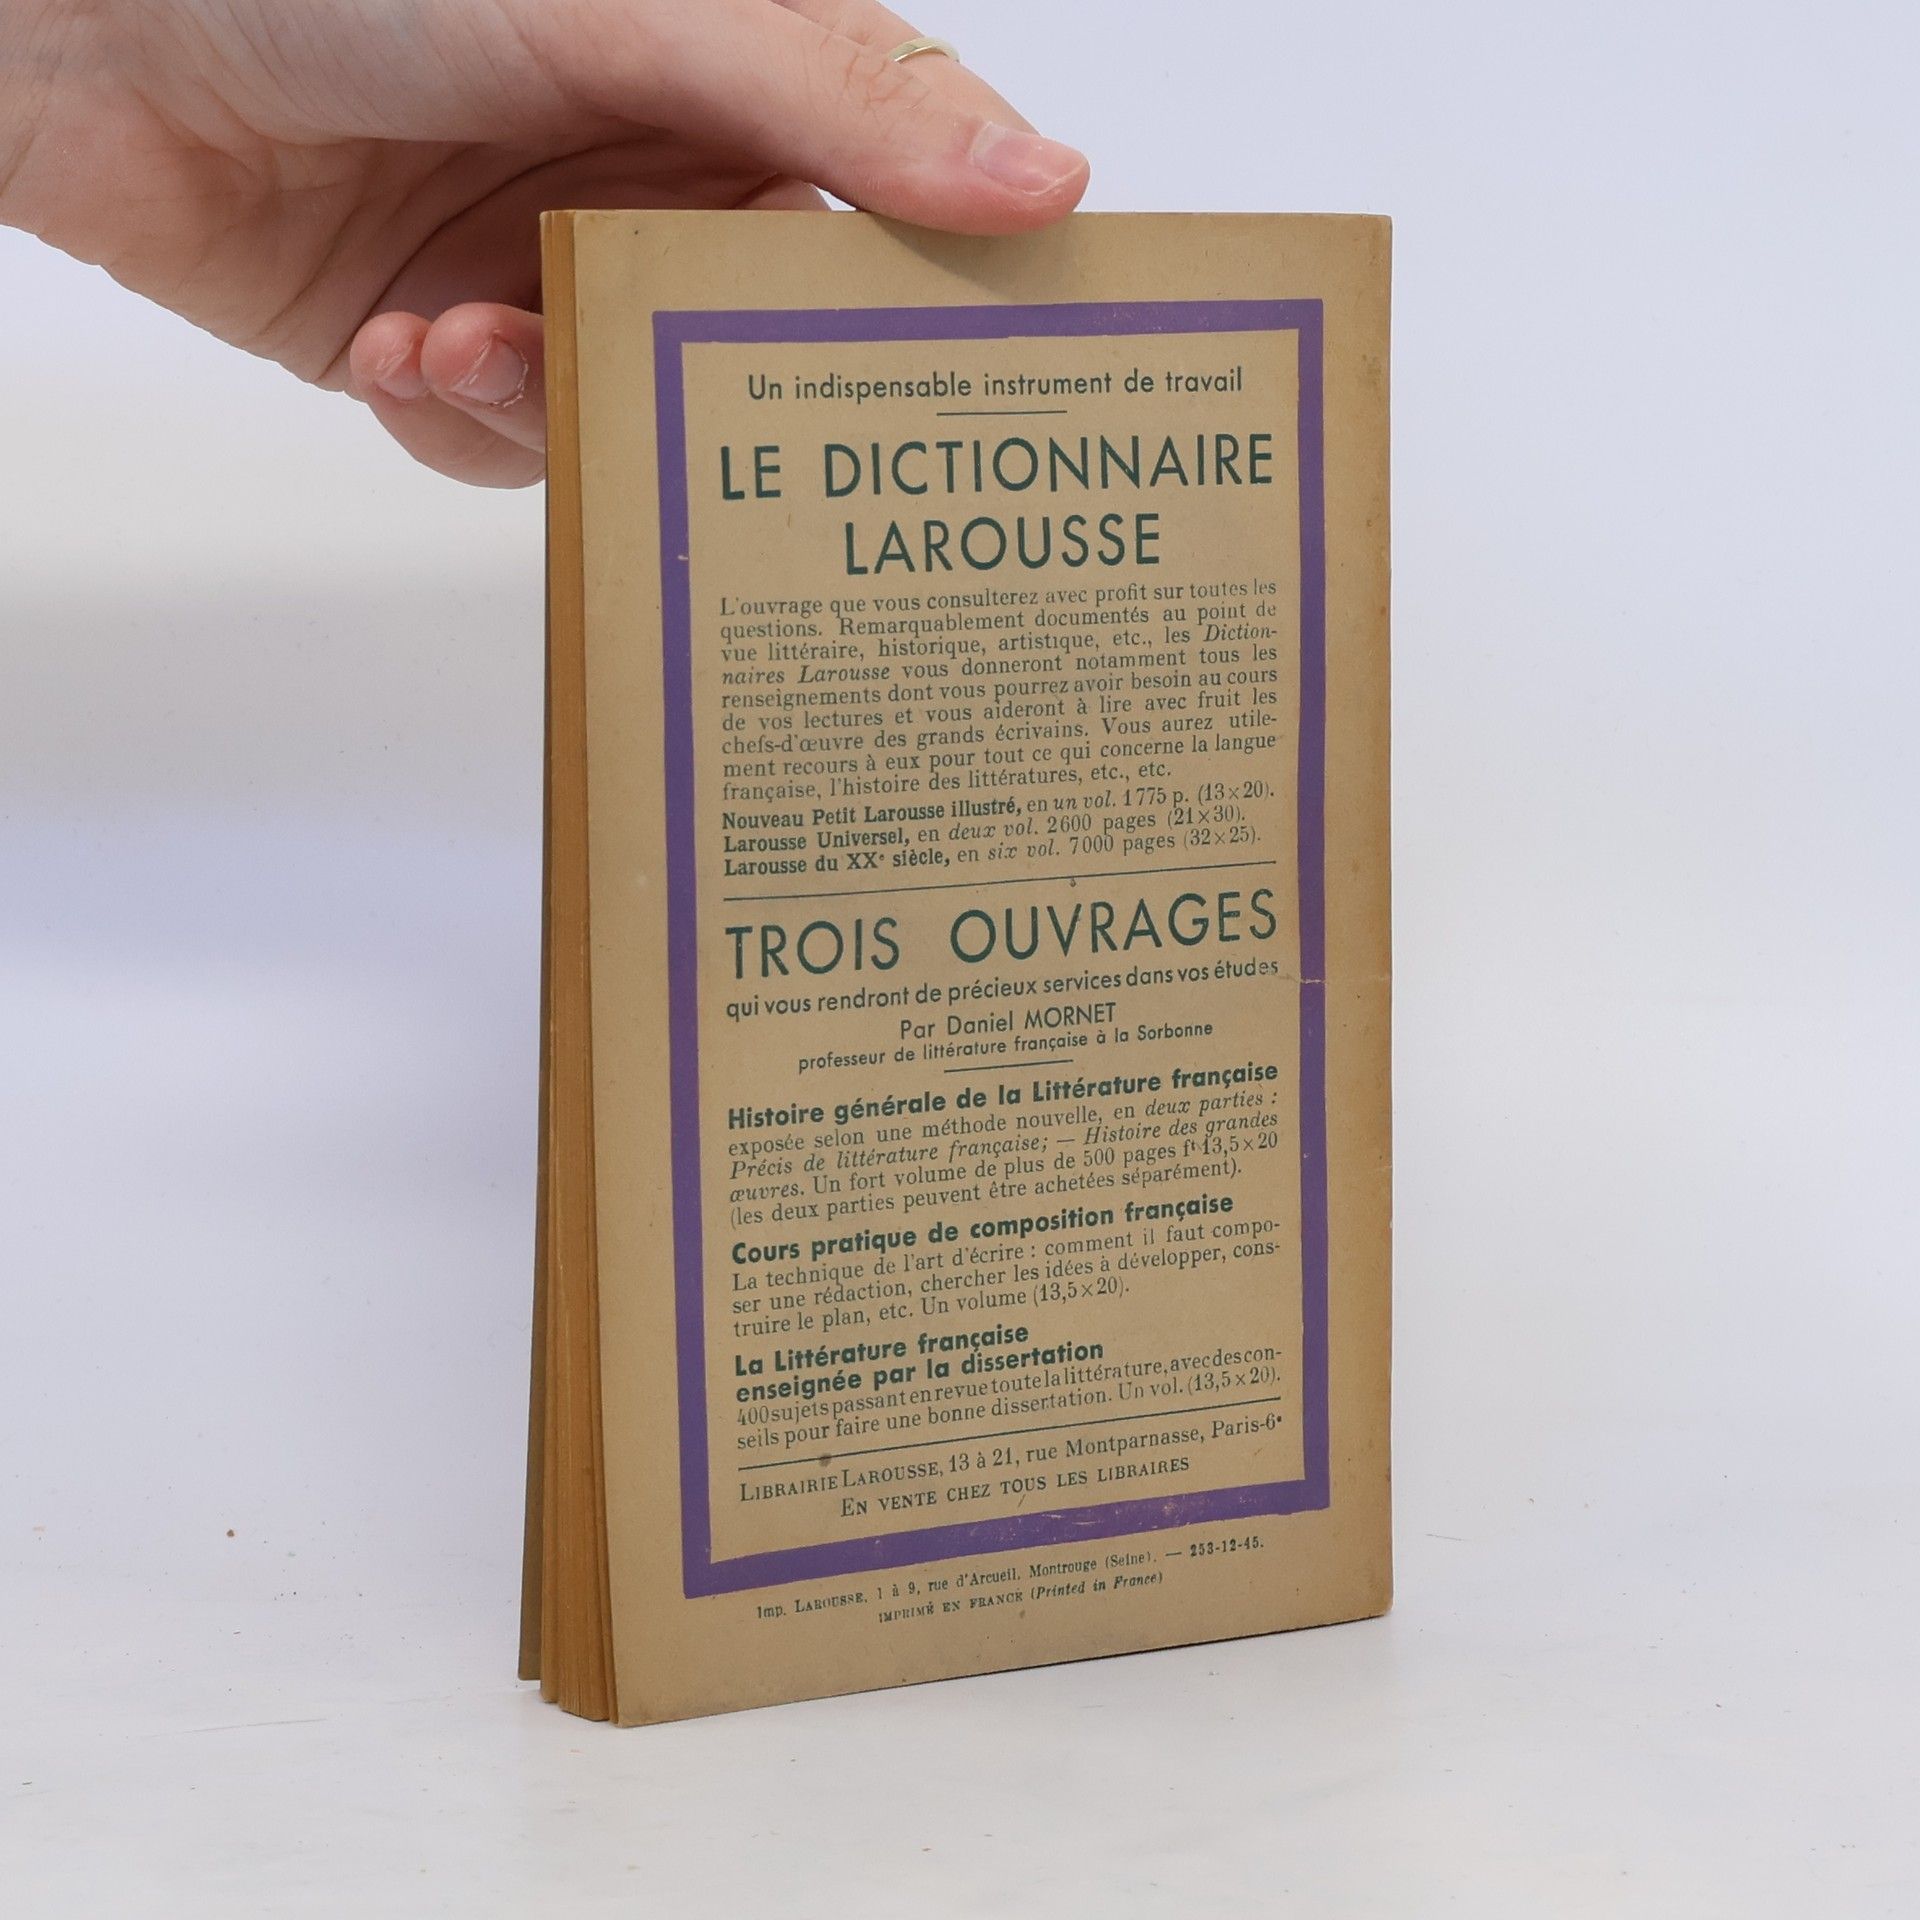 Un indispensable instrument de travail
LE DICTIONNAIRE
LAROUSSE
L'ouvrage que vous consulterez avec profit sur toutes les
questions. Remarquablement documentés au point de
vue littéraire, historique, artistique, etc., les Diction-
naires Larousse vous donneront notamment tous les
renseignements dont vous pourrez avoir besoin au cours
de vos lectures et vous aideront à lire avec fruit les
chefs-d'œuvre des grands écrivains. Vous aurez utile-
ment recours à eux pour tout ce qui concerne la langue
française, l'histoire des littératures, etc., etc.
Nouveau Petit Larousse illustré, en un vol. 1775 p. (13×20).
Larousse Universel, en deux vol. 2600 pages (21×30).
Larousse du XXe siècle, en six vol. 7000 pages (32×25).
TROIS OUVRAGES
qui vous rendront de précieux services dans vos études
Par Daniel MORNET
professeur de littérature française à la Sorbonne
Histoire générale de la Littérature française
exposée selon une méthode nouvelle, en deux parties :
Précis de littérature française; — Histoire des grandes
œuvres. Un fort volume de plus de 500 pages ft 13,5×20
(les deux parties peuvent être achetées séparément).
Cours pratique de composition française
La technique de l'art d'écrire : comment il faut compo-
ser une rédaction, chercher les idées à développer, cons-
truire le plan, etc. Un volume (13,5×20).
La Littérature française
enseignée par la dissertation
400 sujets passant en revue toute la littérature, avec des con-
seils pour faire une bonne dissertation. Un vol. (13,5×20).
LIBRAIRIE LAROUSSE, 13 à 21, rue Montparnasse, Paris-6e
EN VENTE CHEZ TOUS LES LIBRAIRES
Imp. LAROUSSE, 1 à 9, rue d'Arcueil, Montrouge (Seine). — 253-12-45.
IMPRIMÉ EN FRANCE (Printed in France)